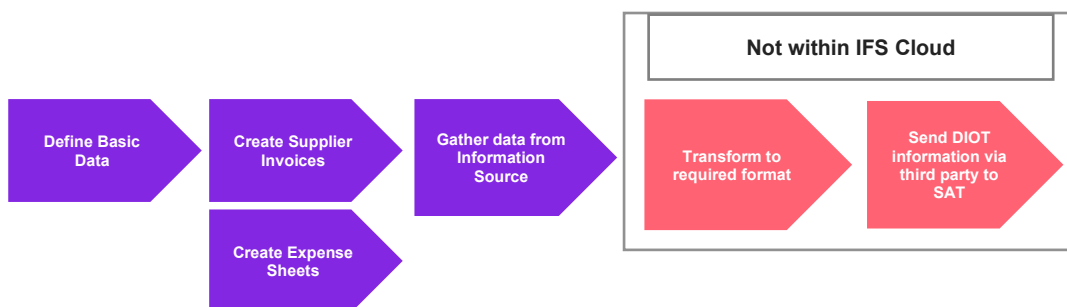 Not within IFS Cloud
Define Basic
Data
Create Supplier
Invoices
Gather data from
Information
Source
Transform to
required format
Send DIOT
information via
third party to
SAT
Create Expense
Sheets